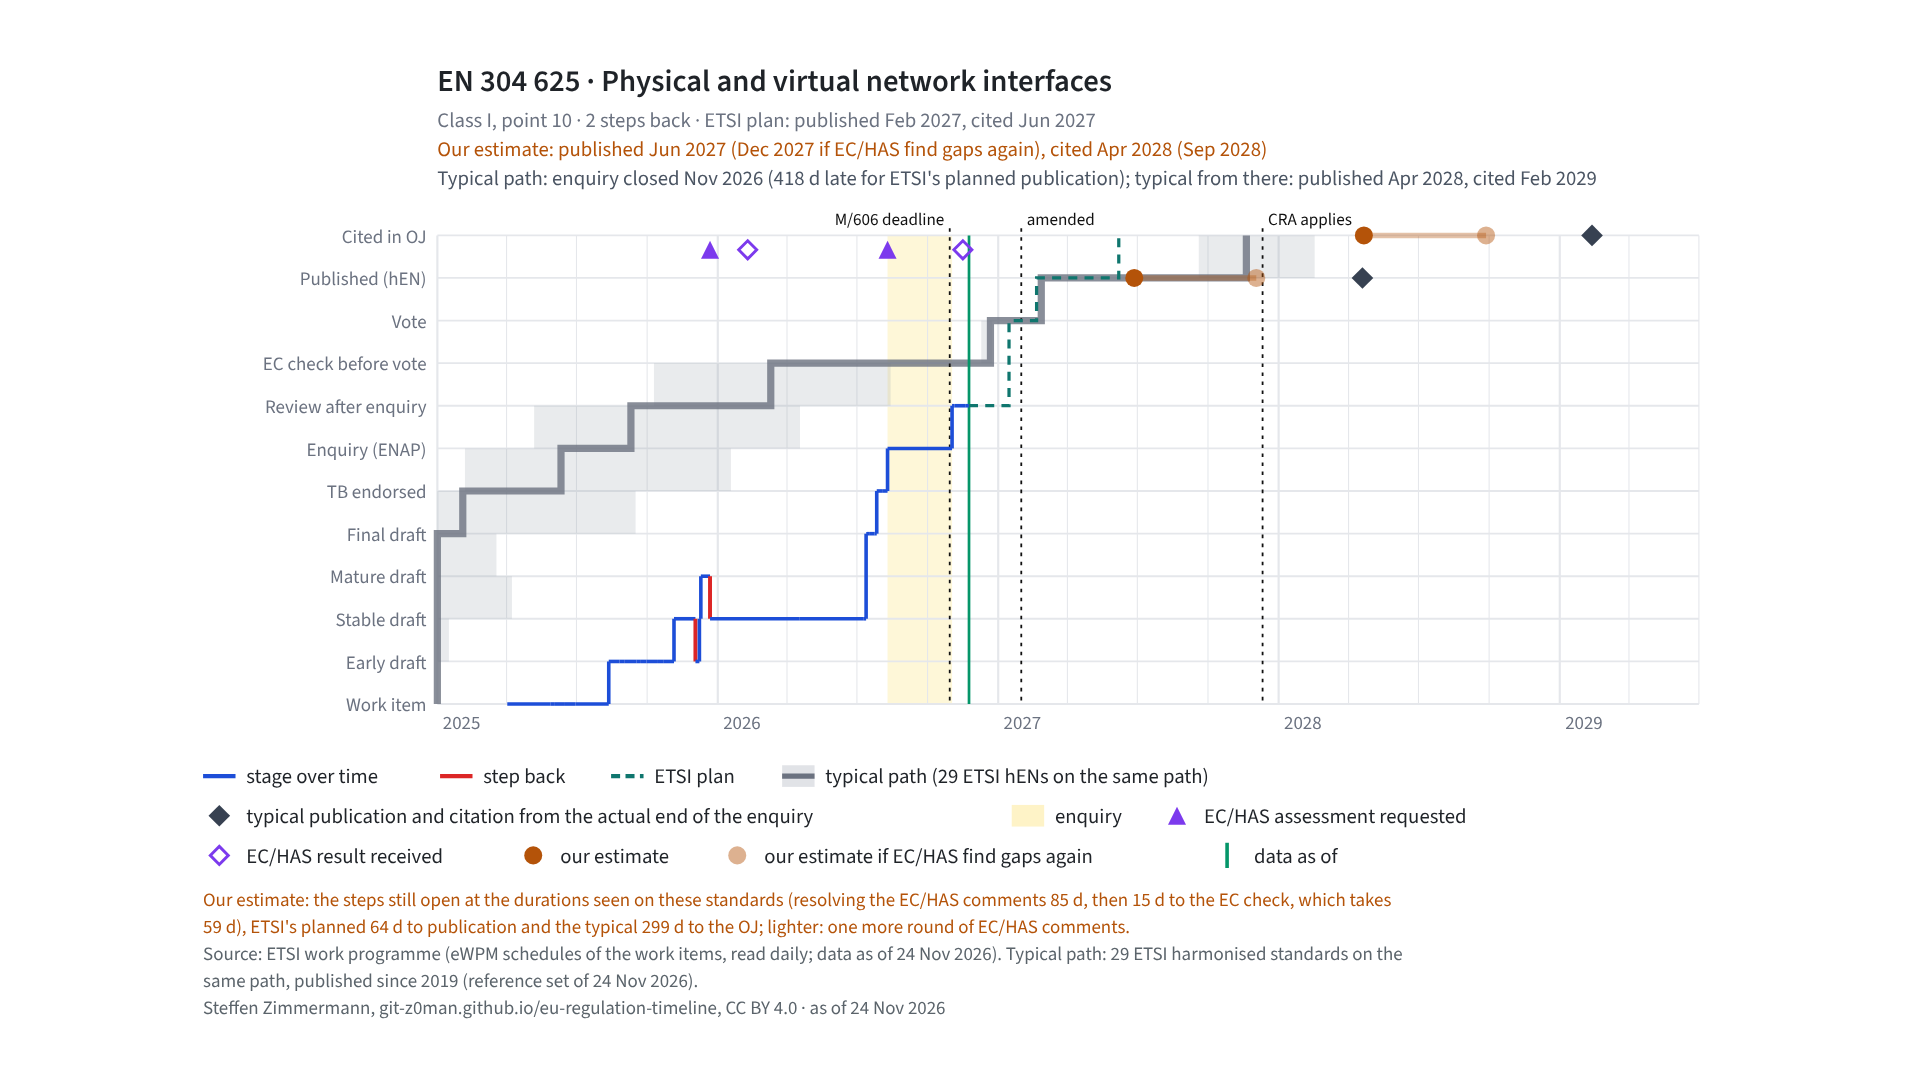 EN 304 625 · Physical and virtual network interfaces
Class I, point 10 · 2 steps back · ETSI plan: published Feb 2027, cited Jun 2027
Our estimate: published Jun 2027 (Dec 2027 if EC/HAS find gaps again), cited Apr 2028 (Sep 2028)
Typical path: enquiry closed Nov 2026 (418 d late for ETSI's planned publication); typical from there: published Apr 2028, cited Feb 2029
M/606 deadline
amended
CRA applies
Cited in OJ
Published (hEN)
Vote
EC check before vote
Review after enquiry
Enquiry (ENAP)
TB endorsed
Final draft
Mature draft
Stable draft
Early draft
Work item
2025 2026 2027 2028 2029
stage over time step back ETSI plan typical path (29 ETSI hENs on the same path)
typical publication and citation from the actual end of the enquiry enquiry EC/HAS assessment requested
EC/HAS result received our estimate our estimate if EC/HAS find gaps again data as of
Our estimate: the steps still open at the durations seen on these standards (resolving the EC/HAS comments 85 d, then 15 d to the EC check, which takes
59 d), ETSI's planned 64 d to publication and the typical 299 d to the OJ; lighter: one more round of EC/HAS comments.
Source: ETSI work programme (eWPM schedules of the work items, read daily; data as of 24 Nov 2026). Typical path: 29 ETSI harmonised standards on the
same path, published since 2019 (reference set of 24 Nov 2026).
Steffen Zimmermann, git-z0man.github.io/eu-regulation-timeline, CC BY 4.0 · as of 24 Nov 2026